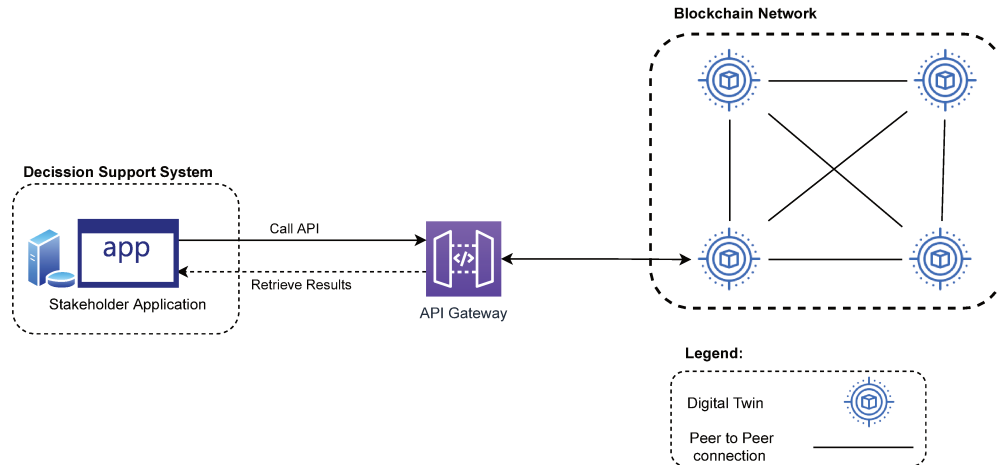 Blockchain Network
Decission Support System
app
Call API
Retrieve Results
Stakeholder Application
</>
API Gateway
Legend:
Digital Twin
Peer to Peer
connection